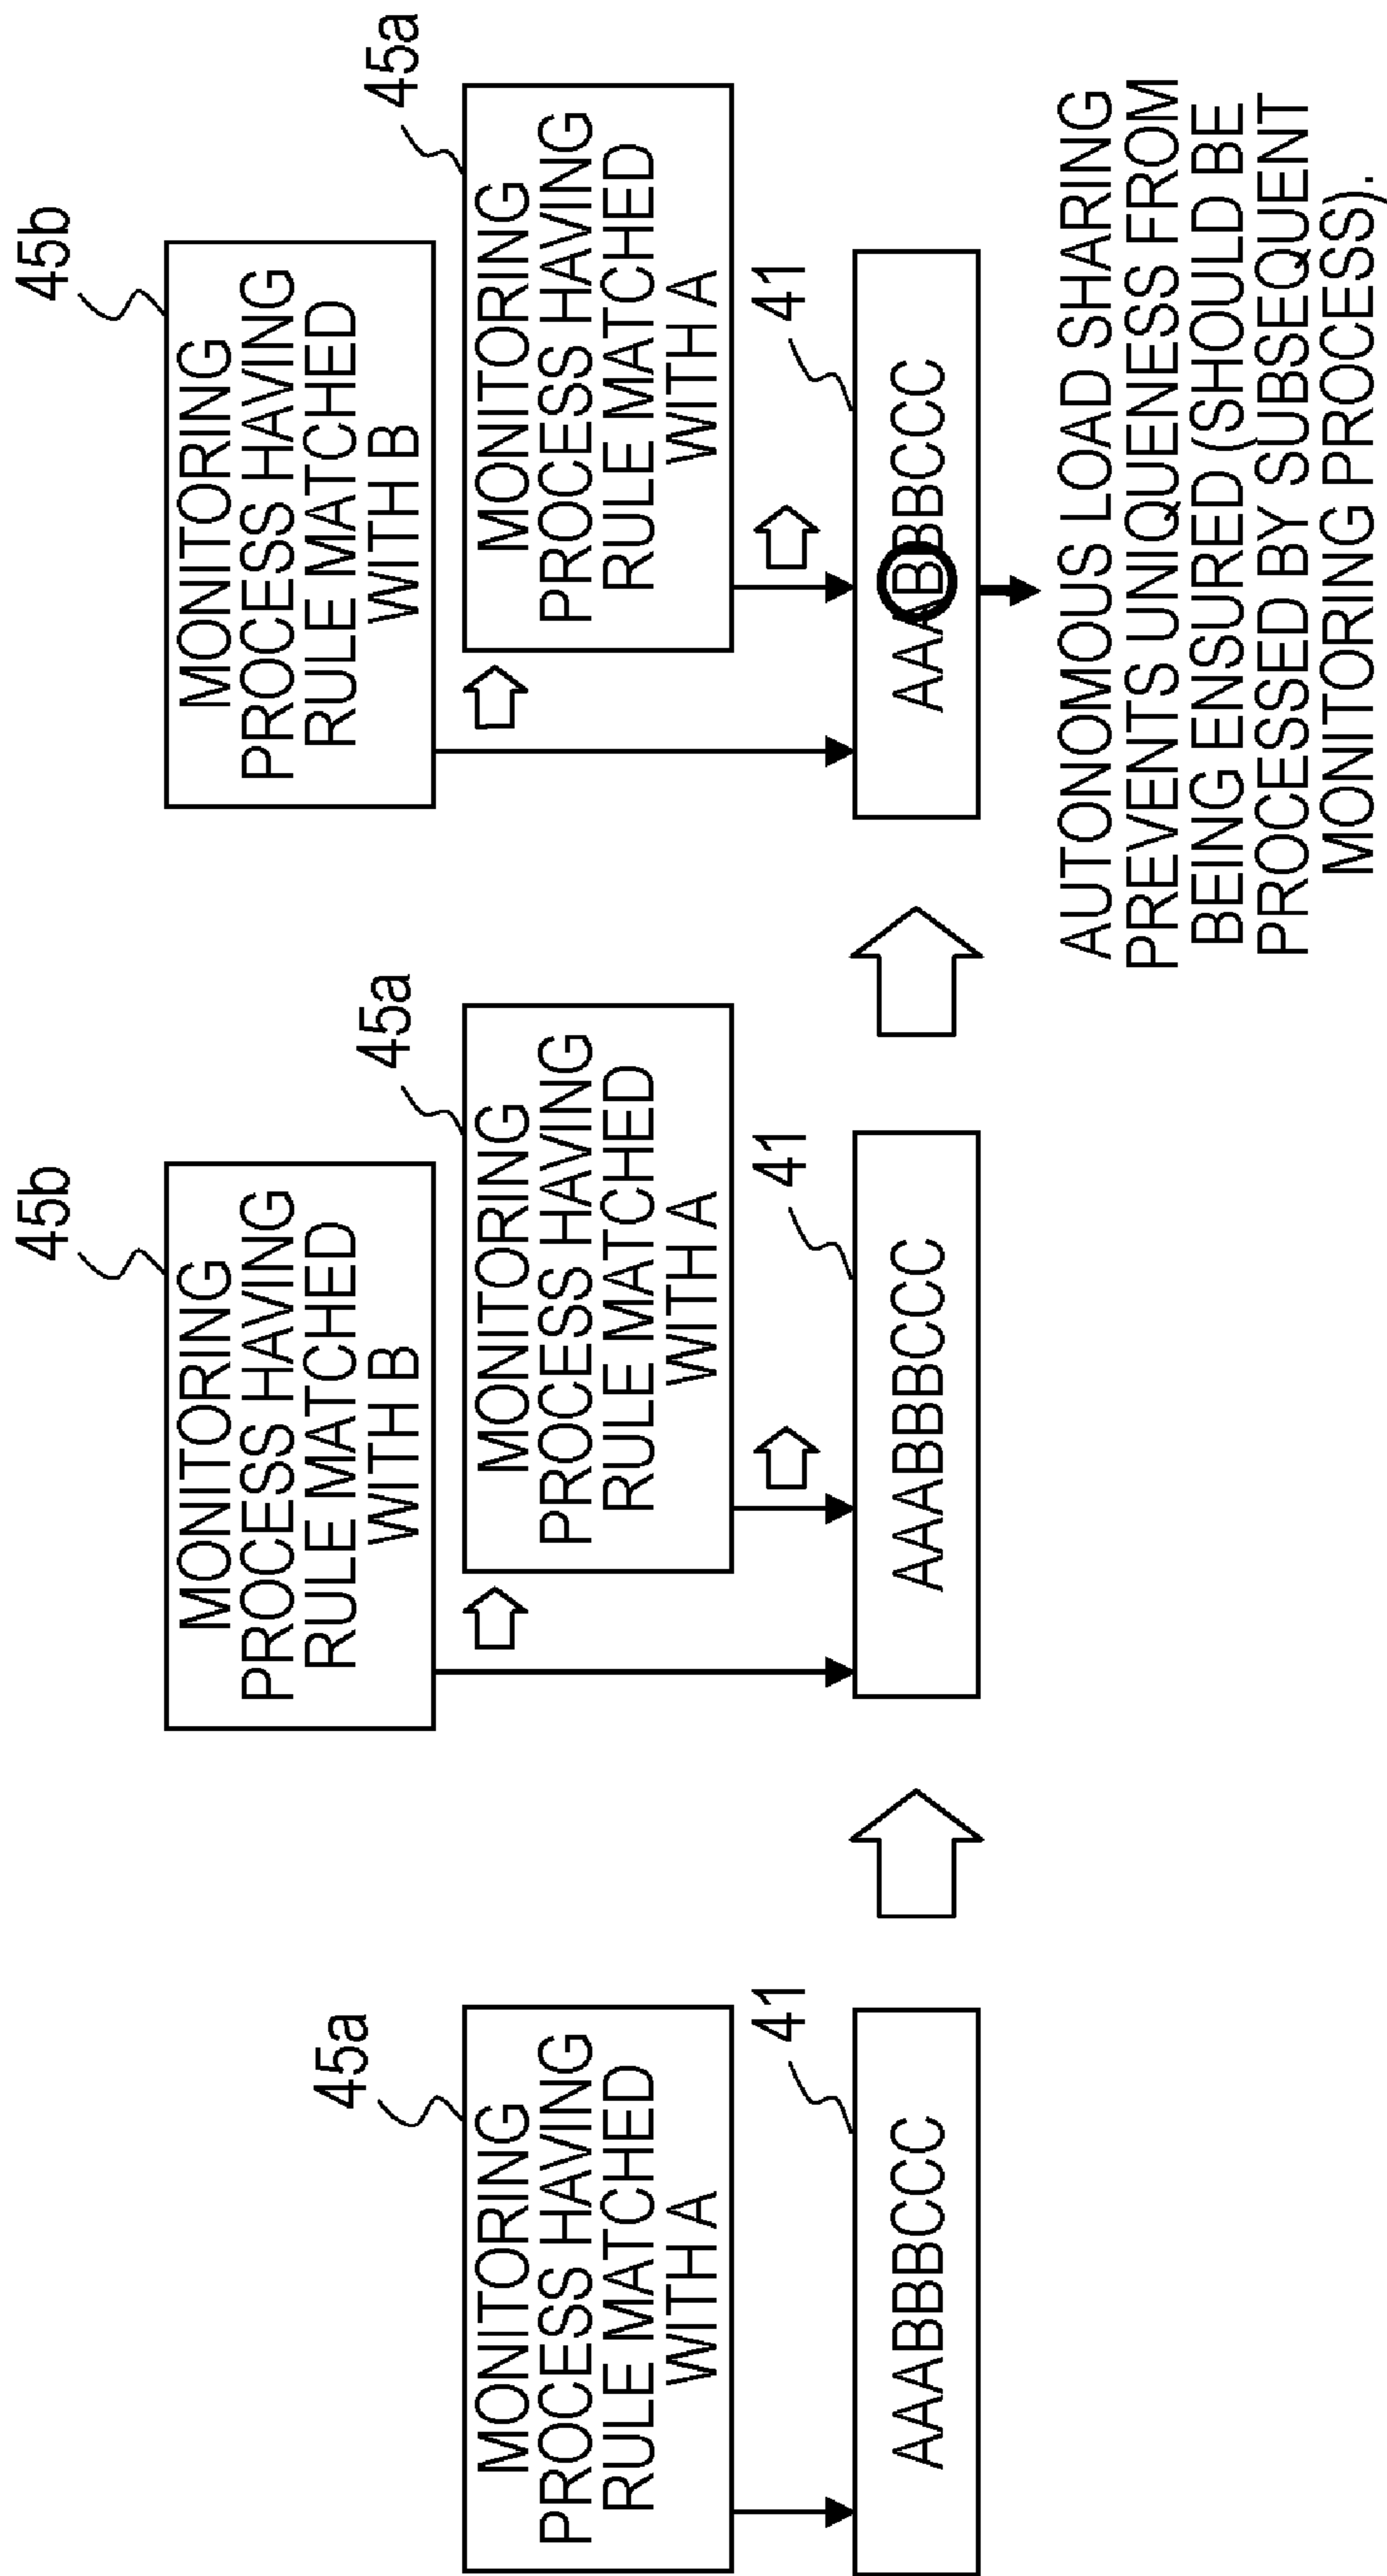 45a
MONITORING
PROCESS HAVING
RULE MATCHED
WITH A
41
AAABBBCCC
45b
MONITORING
PROCESS HAVING
RULE MATCHED
WITH B
45a
MONITORING
PROCESS HAVING
RULE MATCHED
WITH A
41
AAABBBCCC
45b
MONITORING
PROCESS HAVING
RULE MATCHED
WITH B
45a
MONITORING
PROCESS HAVING
RULE MATCHED
WITH A
41
AAABBBCCC
AUTONOMOUS LOAD SHARING
PREVENTS UNIQUENESS FROM
BEING ENSURED (SHOULD BE
PROCESSED BY SUBSEQUENT
MONITORING PROCESS).